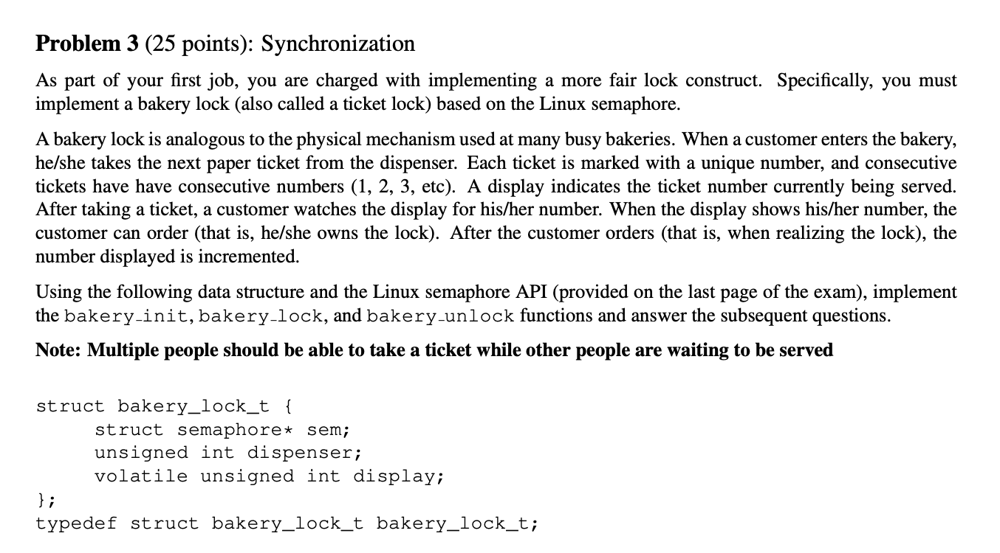 Problem 3 (25 points): Synchronization
As part of your first job, you are charged with implementing a more fair lock construct. Specifically, you must
implement a bakery lock (also called a ticket lock) based on the Linux semaphore.
A bakery lock is analogous to the physical mechanism used at many busy bakeries. When a customer enters the bakery,
he/she takes the next paper ticket from the dispenser. Each ticket is marked with a unique number, and consecutive
tickets have have consecutive numbers (1, 2, 3, etc). A display indicates the ticket number currently being served.
After taking a ticket, a customer watches the display for his/her number. When the display shows his/her number, the
customer can order (that is, he/she owns the lock). After the customer orders (that is, when realizing the lock), the
number displayed is incremented.
Using the following data structure and the Linux semaphore API (provided on the last page of the exam), implement
the bakery_init, bakery_lock, and bakery_unlock functions and answer the subsequent questions.
Note: Multiple people should be able to take a ticket while other people are waiting to be served
struct bakery_lock_t {
struct semaphore* sem;
unsigned int dispenser;
volatile unsigned int display;
};
typedef struct bakery_lock_t bakery_lock_t;